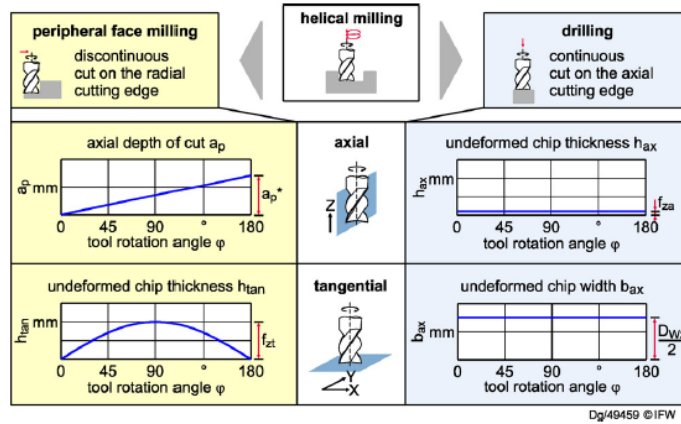 peripheral face milling
discontinuous
cut on the radial
cutting edge
helical milling
drilling
continuous
cut on the axial
cutting edge
axial depth of cut ap
ap
mm
ap*
0 45 90 ° 180
tool rotation angle φ
axial
Z
undeformed chip thickness hax
hax
mm
fza
0 45 90 ° 180
tool rotation angle φ
undeformed chip thickness htan
htan
mm
fzt
0 45 90 ° 180
tool rotation angle φ
tangential
Y
X
undeformed chip width bax
bax
mm
0 45 90 ° 180
tool rotation angle φ
Dg/49459 ©IFW